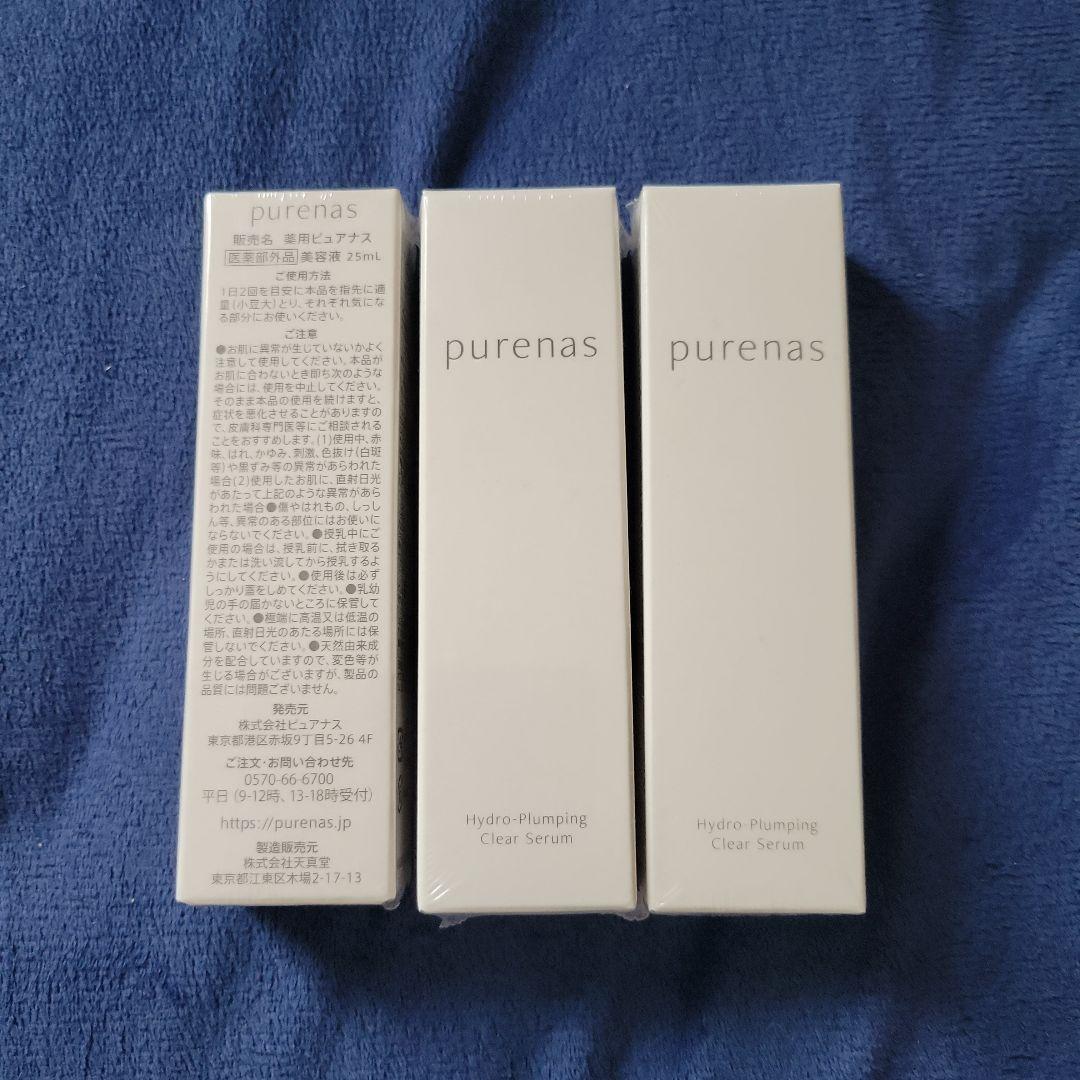 purenas
販売名 薬用ピュアナス
医薬部外品 美容液 25mL
ご使用方法
1日2回を目安に本品を指先に適
量(小豆大)とり、それぞれ気にな
る部分にお使いください。
ご注意
●お肌に異常が生じていないかよく
注意して使用してください。本品が
お肌に合わないとき即ち次のような
場合には、使用を中止してください。
そのまま本品の使用を続けますと、
症状を悪化させることがありますの
で、皮膚科専門医等にご相談される
ことをおすすめします。(1)使用中、赤
味、はれ、かゆみ、刺激、色抜け(白斑
等)や黒ずみ等の異常があらわれた
場合(2)使用したお肌に、直射日光
があたって上記のような異常があら
われた場合●傷やはれもの、しっし
ん等、異常のある部位にはお使いに
ならないでください。●授乳中にご
使用の場合は、授乳前に、拭き取る
かまたは洗い流してから授乳するよ
うにしてください。●使用後は必ず
しっかり蓋をしめてください。●乳幼
児の手の届かないところに保管して
ください。●極端に高温又は低温の
場所、直射日光のあたる場所には保
管しないでください。●天然由来成
分を配合していますので、変色等が
生じる場合がございますが、製品の
品質には問題ございません。
発売元
株式会社ピュアナス
東京都港区赤坂9丁目5-26 4F
ご注文・お問い合わせ先
0570-66-6700
平日 (9-12時、13-18時受付)
https://purenas.jp
製造販売元
株式会社天真堂
東京都江東区木場2-17-13
purenas
Hydro-Plumping
Clear Serum
purenas
Hydro-Plumping
Clear Serum